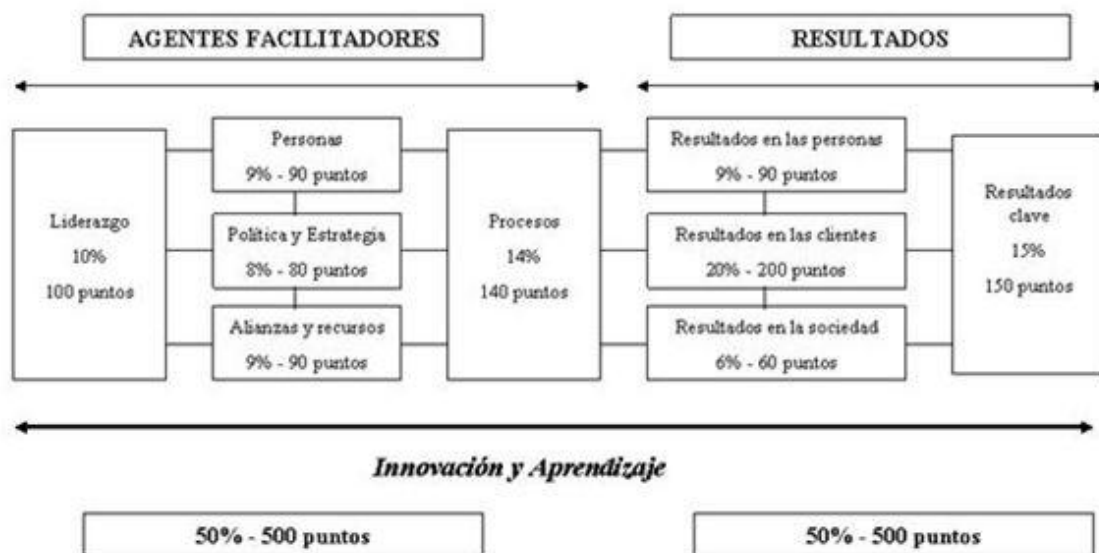 AGENTES FACILITADORES
RESULTADOS
Liderazgo
10%
100 puntos
Personas
9% - 90 puntos
Política y Estrategia
8% - 80 puntos
Alianzas y recursos
9% - 90 puntos
Procesos
14%
140 puntos
Resultados en las personas
9% - 90 puntos
Resultados en las clientes
20% - 200 puntos
Resultados en la sociedad
6% - 60 puntos
Resultados
clave
15%
150 puntos
Innovación y Aprendizaje
50% - 500 puntos
50% - 500 puntos